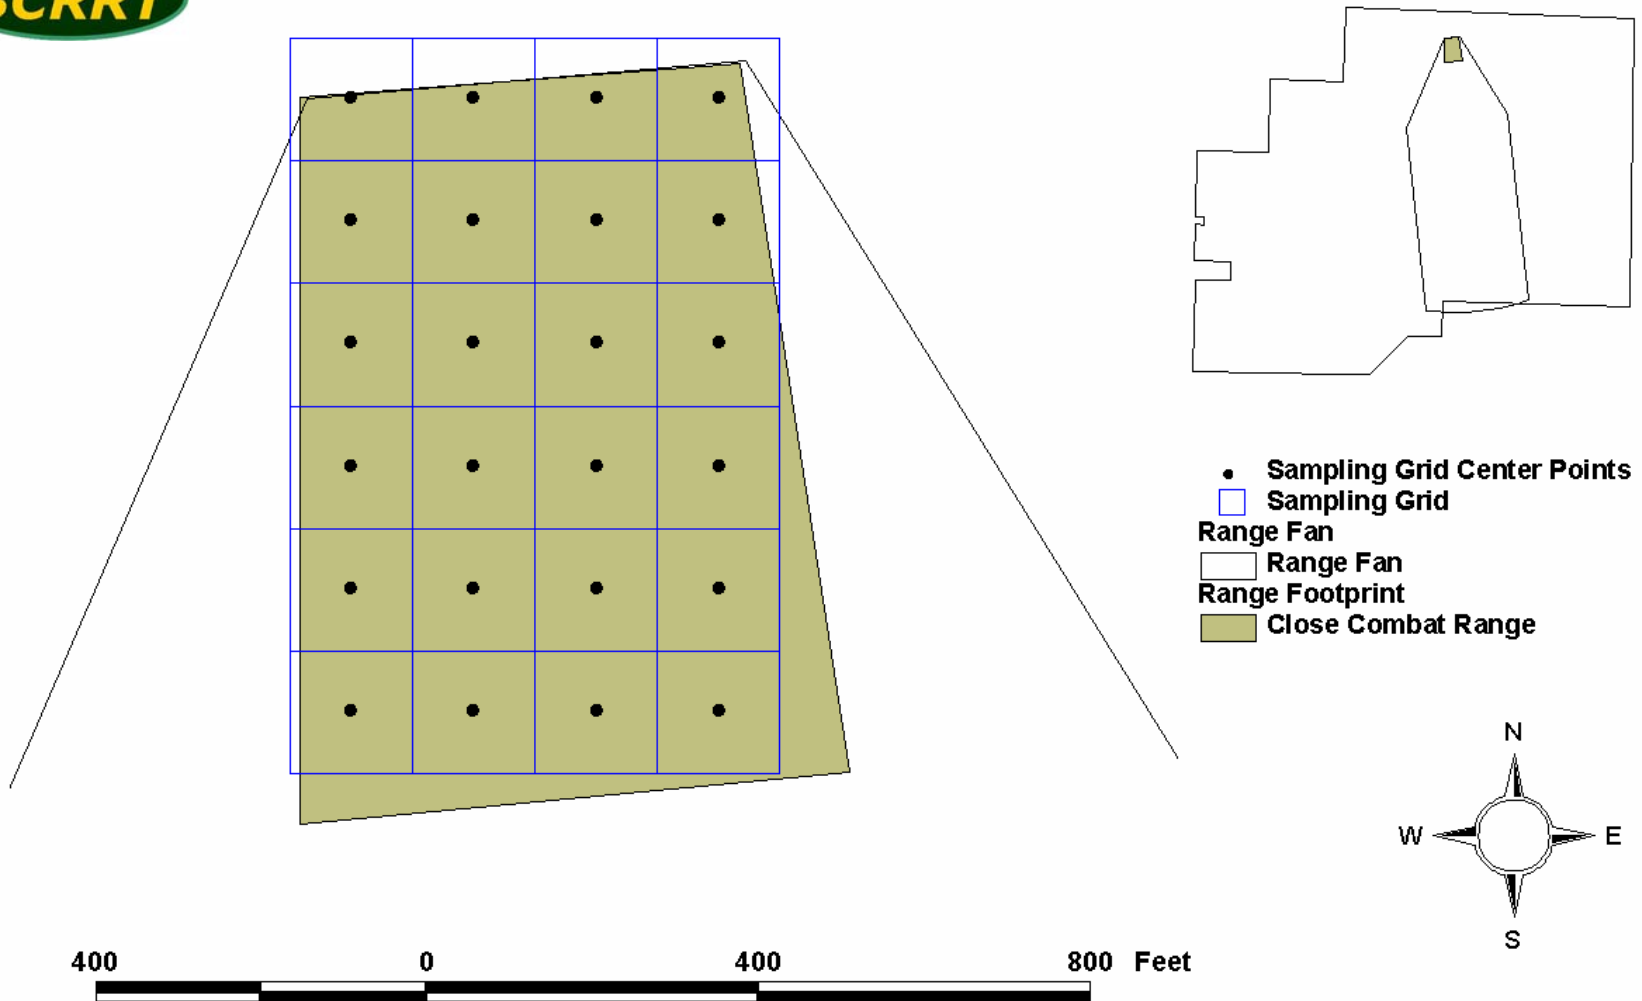 Sampling Grid Center Points
Sampling Grid
Range Fan
Range Fan
Range Footprint
Close Combat Range
N
W E
S
400 0 400 800 Feet